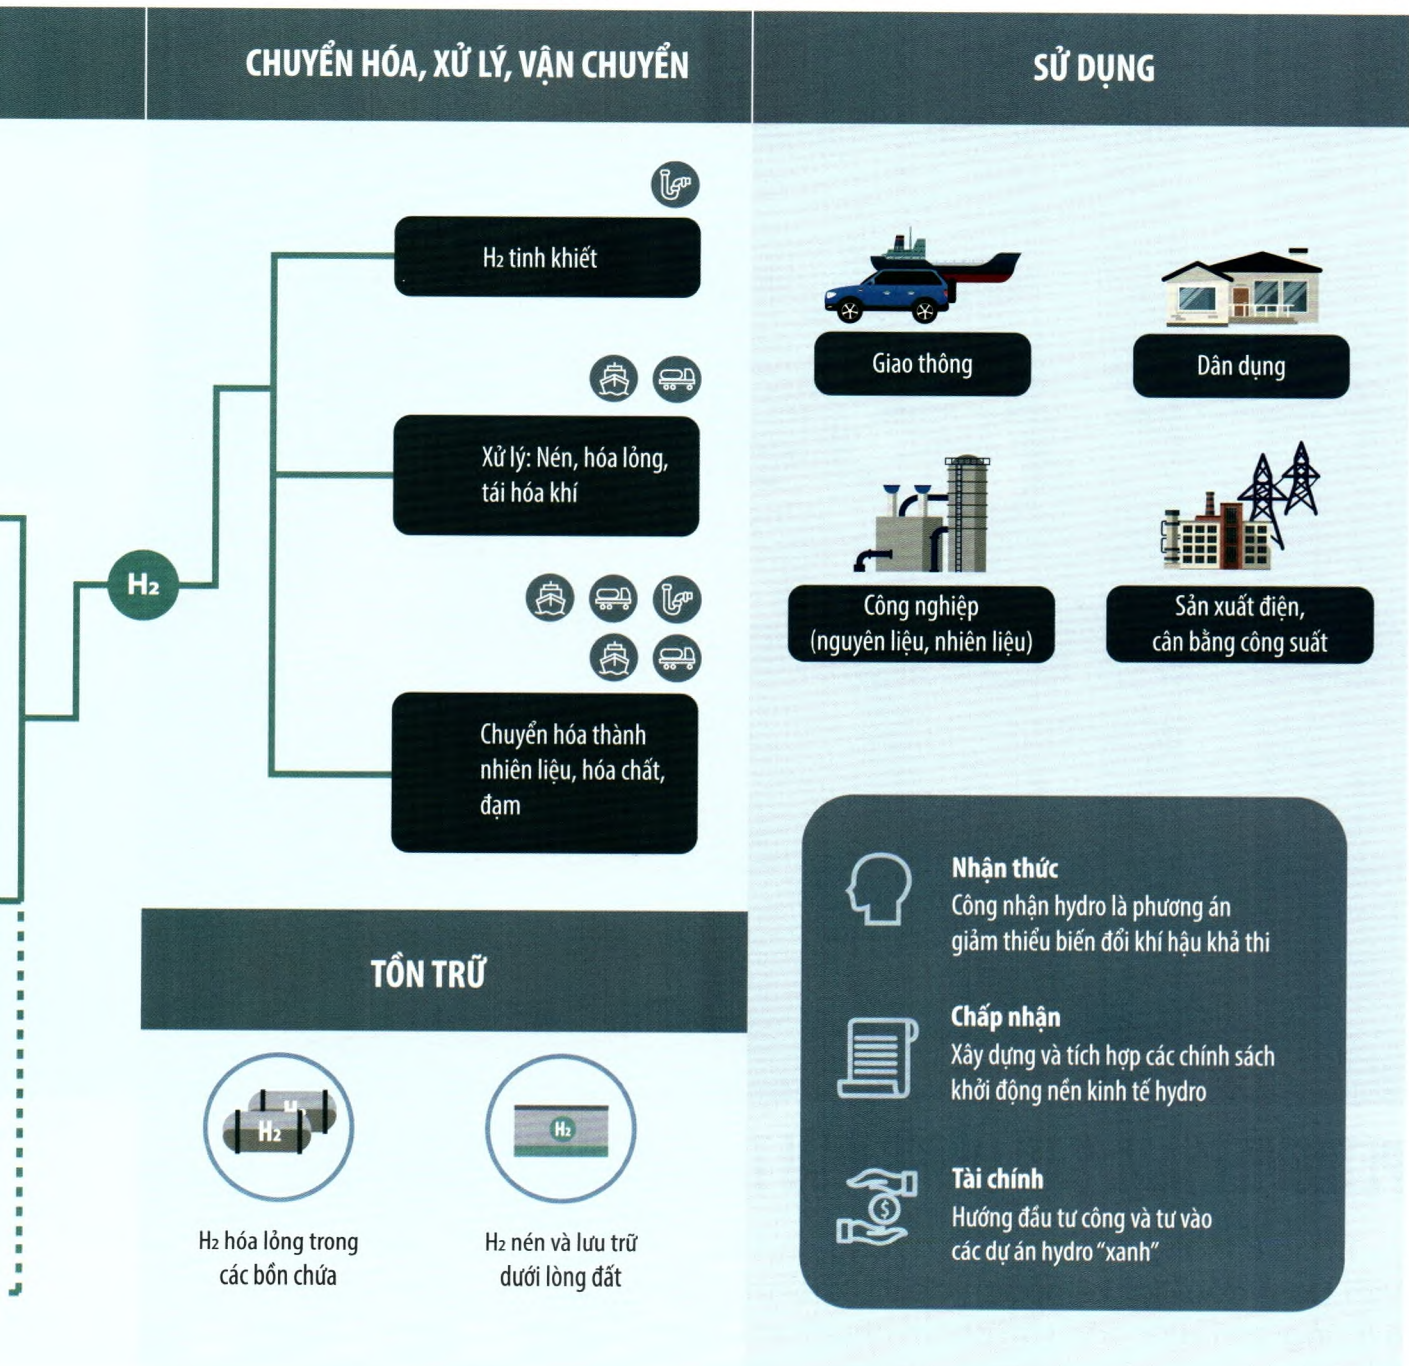 CHUYỂN HÓA, XỬ LÝ, VẬN CHUYỂN
H₂ tinh khiết
Xử lý: Nén, hóa lỏng,
tái hóa khí
H₂
Chuyển hóa thành
nhiên liệu, hóa chất,
đạm
TỒN TRỮ
H₂
H₂
H₂ hóa lỏng trong
các bồn chứa
H₂
H₂ nén và lưu trữ
dưới lòng đất
SỬ DỤNG
Giao thông
Dân dụng
Công nghiệp
(nguyên liệu, nhiên liệu)
Sản xuất điện,
cân bằng công suất
Nhận thức
Công nhận hydro là phương án
giảm thiểu biến đổi khí hậu khả thi
Chấp nhận
Xây dựng và tích hợp các chính sách
khởi động nền kinh tế hydro
$
Tài chính
Hướng đầu tư công và tư vào
các dự án hydro “xanh”